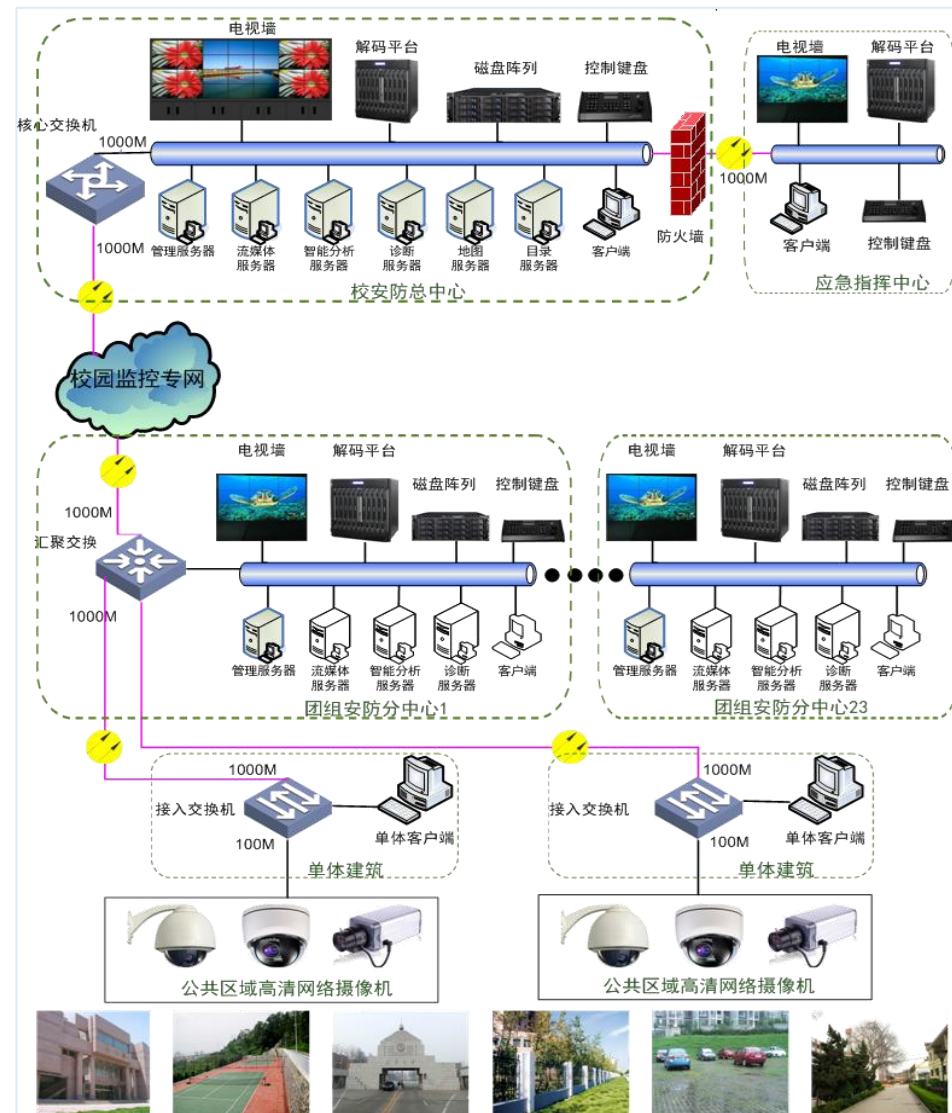 电视墙
解码平台
磁盘阵列
控制键盘
电视墙
解码平台
核心交换机
1000M
1000M
1000M
管理服务器
流媒体
服务器
智能分析
服务器
诊断
服务器
地图
服务器
目录
服务器
客户端
防火墙
客户端
控制键盘
校安防总中心
应急指挥中心
校园监控专网
电视墙
解码平台
磁盘阵列
控制键盘
电视墙
解码平台
磁盘阵列
控制键盘
1000M
汇聚交换
1000M
管理服务器
流媒体
服务器
智能分析
服务器
诊断
服务器
客户端
管理服务器
流媒体
服务器
智能分析
服务器
诊断
服务器
客户端
团组安防分中心1
团组安防分中心23
1000M
接入交换机
100M
单体客户端
单体建筑
1000M
接入交换机
100M
单体客户端
单体建筑
公共区域高清网络摄像机
公共区域高清网络摄像机